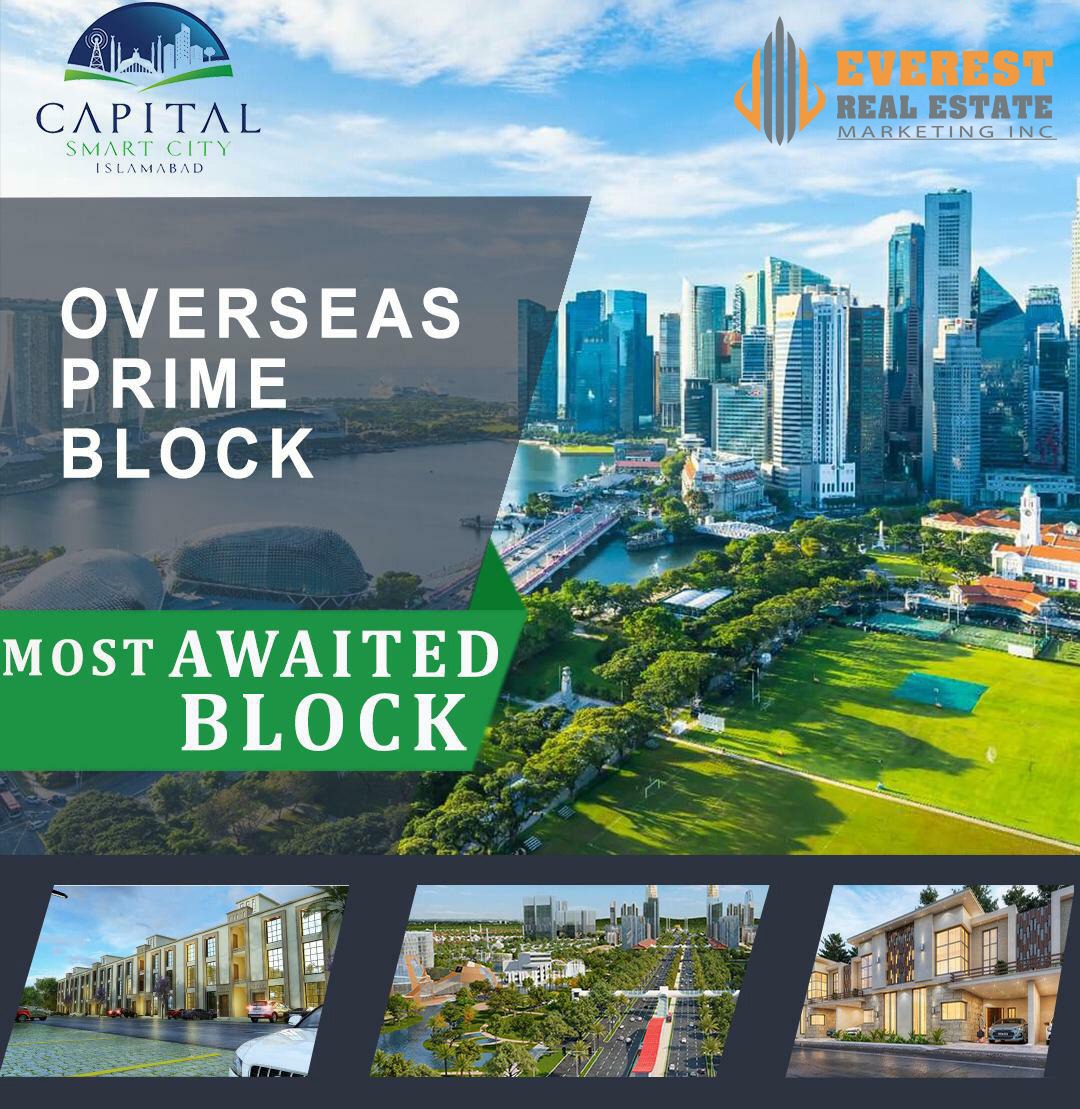 CAPITAL
SMART CITY
ISLAMABAD
EVEREST
REAL ESTATE
MARKETING INC
OVERSEAS
PRIME
BLOCK
MOST AWAITED
BLOCK